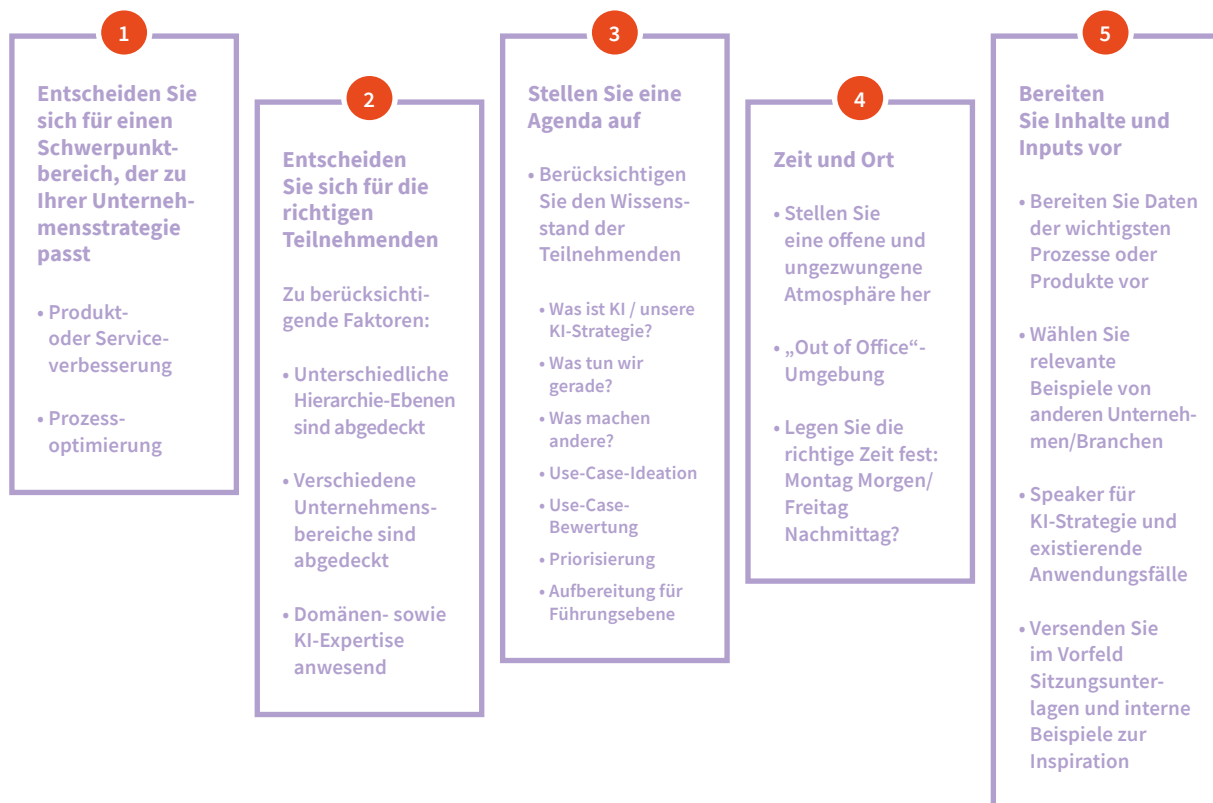 1
Entscheiden Sie
sich für einen
Schwerpunkt-
bereich, der zu
Ihrer Unterneh-
mensstrategie
passt
• Produkt-
oder Service-
verbesserung
• Prozess-
optimierung
2
Entscheiden
Sie sich für die
richtigen
Teilnehmenden
Zu berücksichti-
gende Faktoren:
• Unterschiedliche
Hierarchie-Ebenen
sind abgedeckt
• Verschiedene
Unternehmens-
bereiche sind
abgedeckt
• Domänen- sowie
KI-Expertise
anwesend
3
Stellen Sie eine
Agenda auf
• Berücksichtigen
Sie den Wissens-
stand der
Teilnehmenden
• Was ist KI / unsere
KI-Strategie?
• Was tun wir
gerade?
• Was machen
andere?
• Use-Case-Ideation
• Use-Case-
Bewertung
• Priorisierung
• Aufbereitung für
Führungsebene
4
Zeit und Ort
• Stellen Sie
eine offene und
ungezwungene
Atmosphäre her
• „Out of Office“-
Umgebung
• Legen Sie die
richtige Zeit fest:
Montag Morgen/
Freitag
Nachmittag?
5
Bereiten
Sie Inhalte und
Inputs vor
• Bereiten Sie Daten
der wichtigsten
Prozesse oder
Produkte vor
• Wählen Sie
relevante
Beispiele von
anderen Unterneh-
men/Branchen
• Speaker für
KI-Strategie und
existierende
Anwendungsfälle
• Versenden Sie
im Vorfeld
Sitzungsunter-
lagen und interne
Beispiele zur
Inspiration